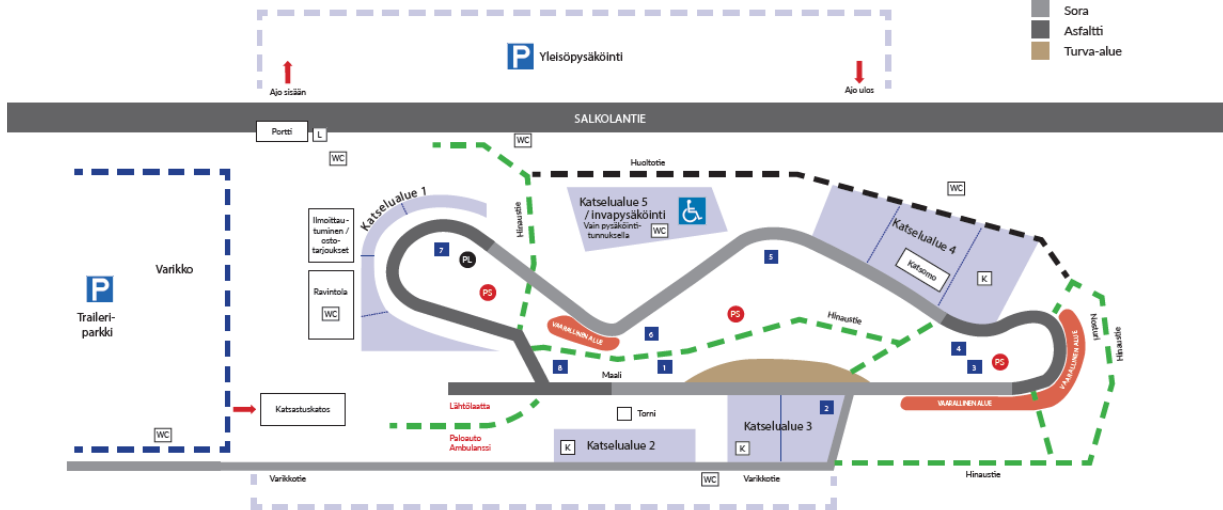 Sora
Asfaltti
Turva-alue
P
Yleisöpysäköinti
Ajo sisään
Ajo ulos
SALKOLANTIE
Portti
L
WC
WC
Huoltotie
WC
Katselualue 1
Hinaustie
Katselualue 5
/ invapysäköinti
Vain pysäköinti-
tunnuksella
WC
Katselualue 4
Katsomo
K
Ilmoittau-
tuminen /
osto-
tarjoukset
Ravintola
WC
Varikko
P
Traileri-
parkki
7
PL
PS
5
PS
6
VAARALLINEN ALUE
Hinaustie
4
3
PS
VAARALLINEN ALUE
Nosturi
Hinaustie
8
Maali
1
VAARALLINEN ALUE
Katsastuskatos
Lähtölaatta
Torni
2
Katselualue 3
K
Paloauto
Ambulanssi
K
Katselualue 2
WC
Varikkotie
WC
Varikkotie
Hinaustie